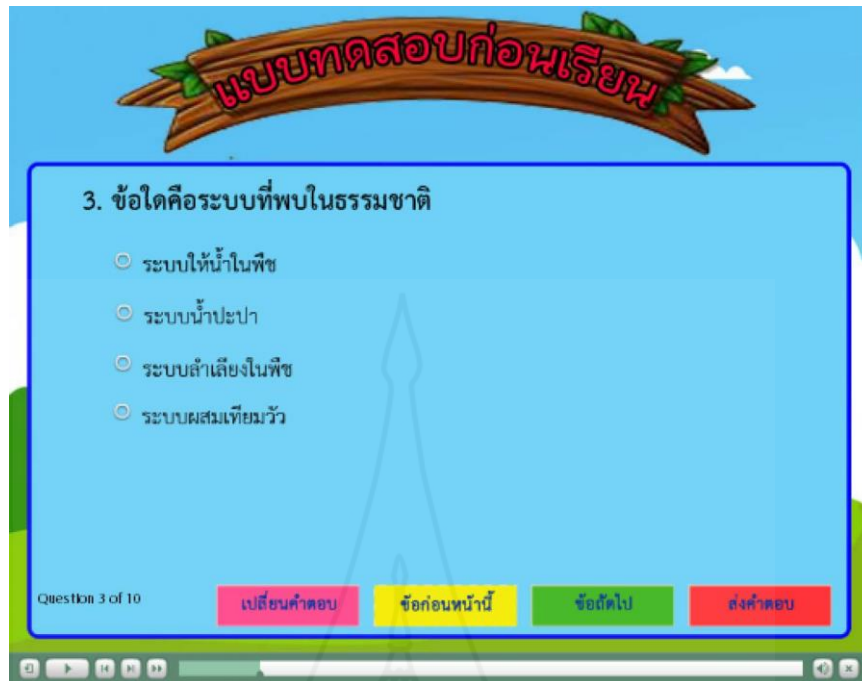 แบบทดสอบก่อนเรียน
3. ข้อใดคือระบบที่พบในธรรมชาติ
ระบบให้น้ำในพืช
ระบบน้ำปะปา
ระบบลำเลียงในพืช
ระบบผสมเทียมวัว
Question 3 of 10
เปลี่ยนคำตอบ
ข้อก่อนหน้านี้
ข้อถัดไป
ส่งคำตอบ